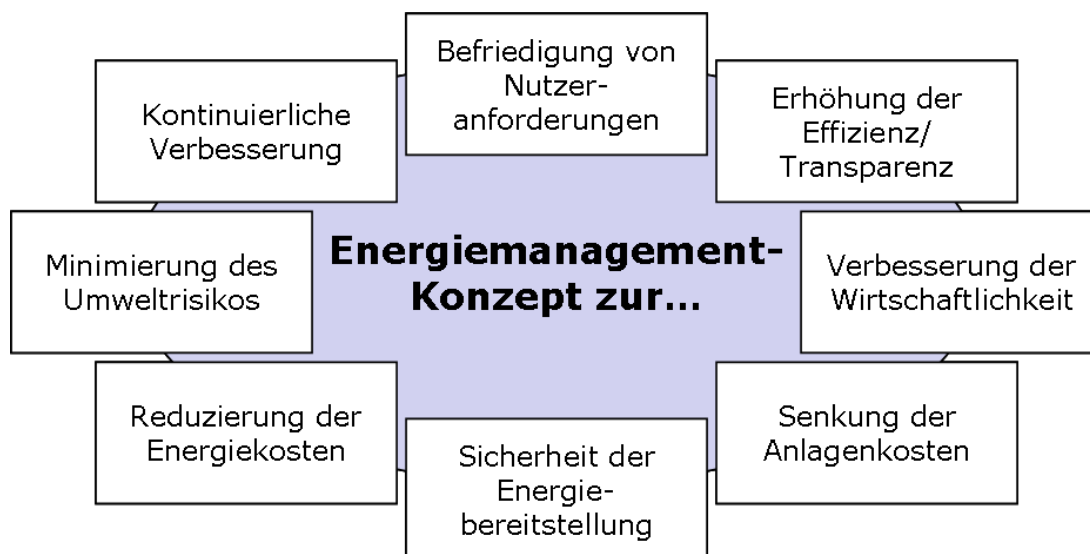 Befriedigung von
Nutzer-
anforderungen
Kontinuierliche
Verbesserung
Erhöhung der
Effizienz/
Transparenz
Minimierung des
Umweltrisikos
Energiemanagement-
Konzept zur...
Verbesserung der
Wirtschaftlichkeit
Reduzierung der
Energiekosten
Sicherheit der
Energie-
bereitstellung
Senkung der
Anlagenkosten